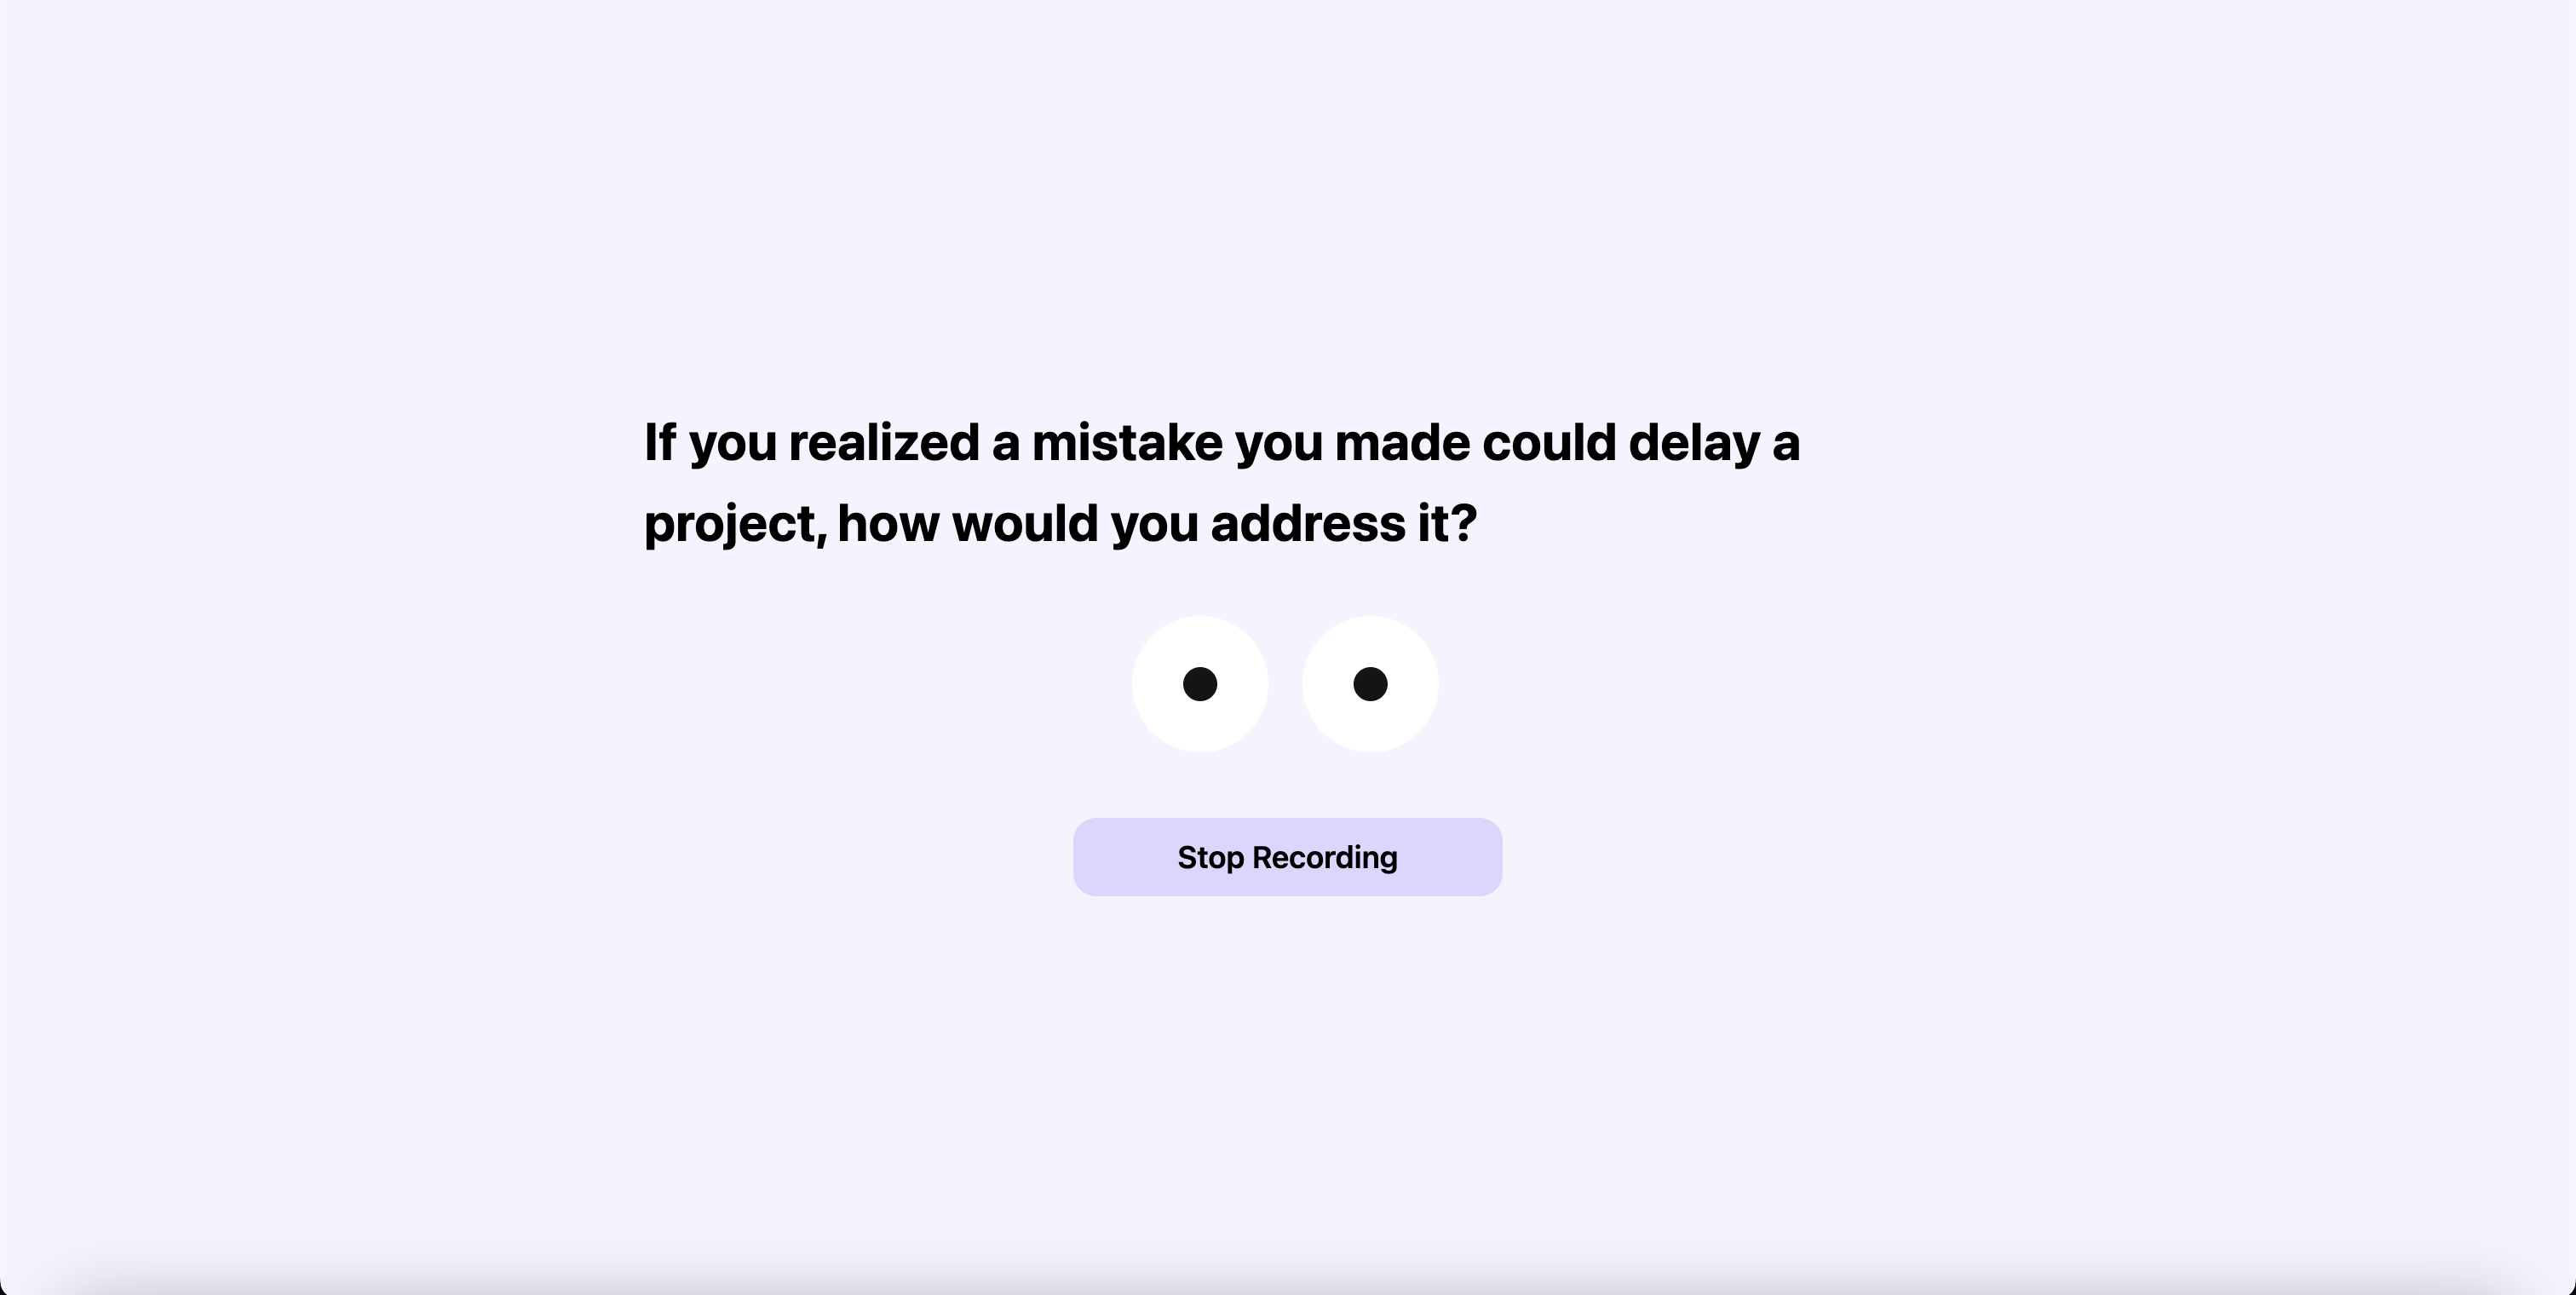 If you realized a mistake you made could delay a
project, how would you address it?
Stop Recording